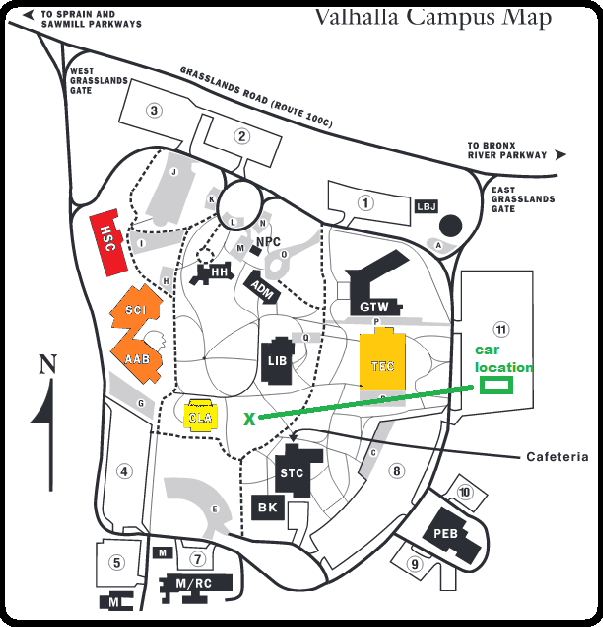 Valhalla Campus Map
TO SPRAIN AND
SAWMILL PARKWAYS
WEST
GRASSLANDS
GATE
GRASSLANDS ROAD (ROUTE 100C)
TO BRONX
RIVER PARKWAY
EAST
GRASSLANDS
GATE
3
2
1
LBJ
J
K
L
N
A
HSC
I
M
NPC
O
H
HH
ADM
GTW
P
11
SCI
Q
car
location
AAB
LIB
TEC
N
G
OLA
X
D
Cafeteria
4
STC
C
8
E
BK
10
PEB
5
M
7
9
M/RC
M